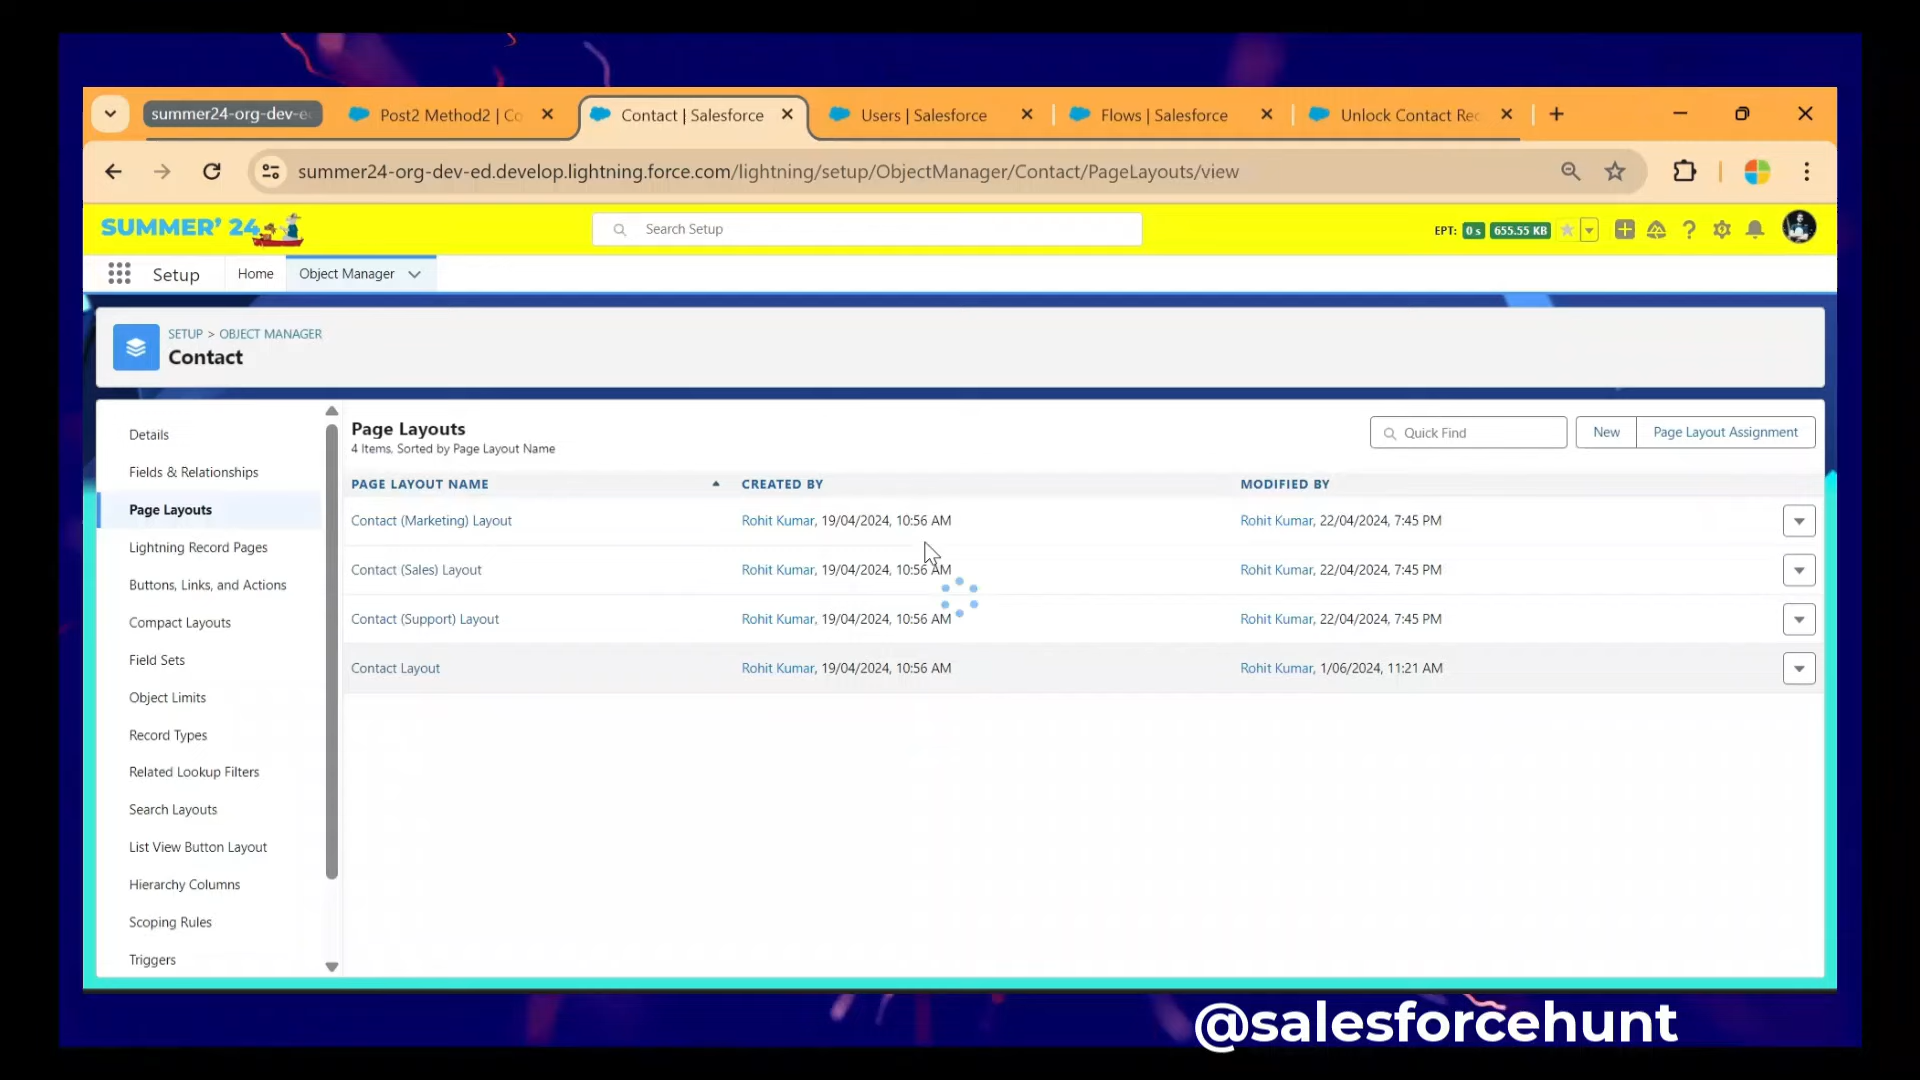 summer24-org-dev-e
Post2 Method2 | Co
Contact | Salesforce
Users | Salesforce
Flows | Salesforce
Unlock Contact Rec
summer24-org-dev-ed.develop.lightning.force.com/lightning/setup/ObjectManager/Contact/PageLayouts/view
SUMMER' 24
Search Setup
EPT: 0 s 655.55 KB
Setup
Home
Object Manager
SETUP > OBJECT MANAGER
Contact
Details
Fields & Relationships
Page Layouts
Lightning Record Pages
Buttons, Links, and Actions
Compact Layouts
Field Sets
Object Limits
Record Types
Related Lookup Filters
Search Layouts
List View Button Layout
Hierarchy Columns
Scoping Rules
Triggers
Page Layouts
4 Items, Sorted by Page Layout Name
Quick Find
New
Page Layout Assignment
PAGE LAYOUT NAME CREATED BY MODIFIED BY
Contact (Marketing) Layout Rohit Kumar, 19/04/2024, 10:56 AM Rohit Kumar, 22/04/2024, 7:45 PM
Contact (Sales) Layout Rohit Kumar, 19/04/2024, 10:56 AM Rohit Kumar, 22/04/2024, 7:45 PM
Contact (Support) Layout Rohit Kumar, 19/04/2024, 10:56 AM Rohit Kumar, 22/04/2024, 7:45 PM
Contact Layout Rohit Kumar, 19/04/2024, 10:56 AM Rohit Kumar, 1/06/2024, 11:21 AM
@salesforcehunt